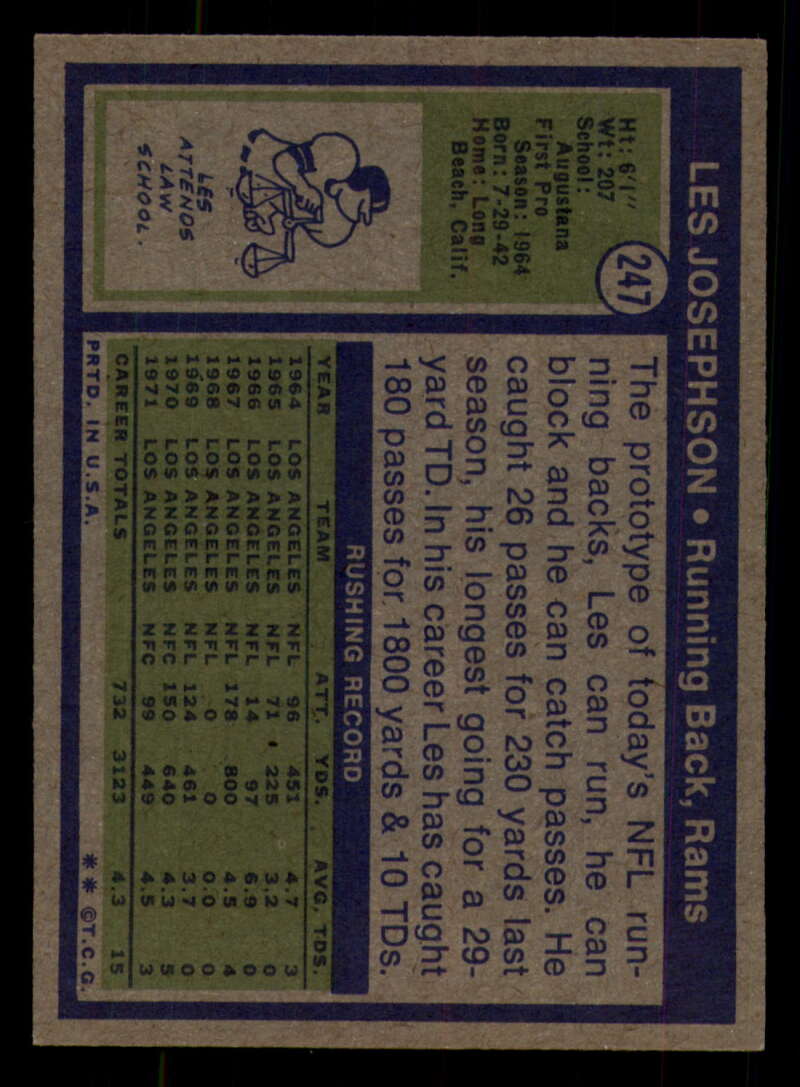 LES JOSEPHSON • Running Back, Rams
247
Ht: 6'1"
Wt: 207
School:
Augustana
First Pro
Season: 1964
Born: 7-29-42
Home: Long
Beach, Calif.
LES
ATTENDS
LAW
SCHOOL.
The prototype of today's NFL run-
ning backs, Les can run, he can
block and he can catch passes. He
caught 26 passes for 230 yards last
season, his longest going for a 29-
yard TD. In his career Les has caught
180 passes for 1800 yards & 10 TDs.
RUSHING RECORD
YEAR TEAM ATT. YDS. AVG. TDS.
1964 LOS ANGELES NFL 96 451 4.7 3
1965 LOS ANGELES NFL 71 225 3.2 0
1966 LOS ANGELES NFL 14 97 6.9 0
1967 LOS ANGELES NFL 178 800 4.5 4
1968 LOS ANGELES NFL 0 0 0.0 0
1969 LOS ANGELES NFL 124 461 3.7 0
1970 LOS ANGELES NFC 150 640 4.3 5
1971 LOS ANGELES NFC 99 449 4.5 3
CAREER TOTALS 732 3123 4.3 15
PRTD. IN U.S.A. ** ©T.C.G.